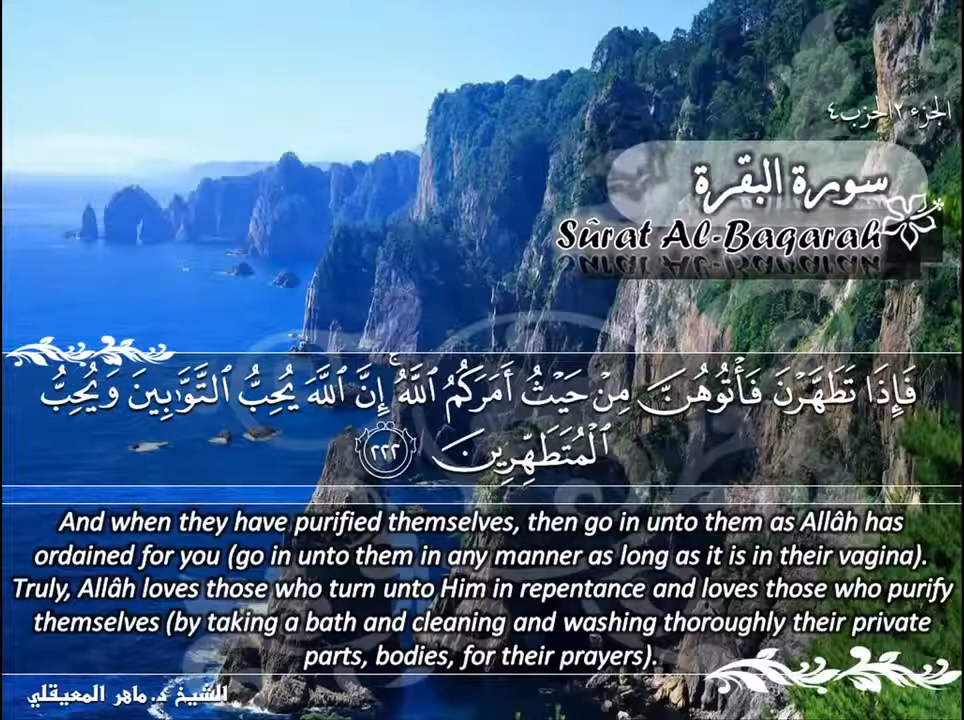 الجزء ٢ الحزب ٤
سورة البقرة
Sûrat Al-Baqarah
فَإِذَا تَطَهَّرْنَ فَأْتُوهُنَّ مِنْ حَيْثُ أَمَرَكُمُ ٱللَّهُ ۚ إِنَّ ٱللَّهَ يُحِبُّ ٱلتَّوَّٰبِينَ وَيُحِبُّ
ٱلْمُتَطَهِّرِينَ ٢٢٢
And when they have purified themselves, then go in unto them as Allâh has
ordained for you (go in unto them in any manner as long as it is in their vagina).
Truly, Allâh loves those who turn unto Him in repentance and loves those who purify
themselves (by taking a bath and cleaning and washing thoroughly their private
parts, bodies, for their prayers).
الشيخ د. ماهر المعيقلي